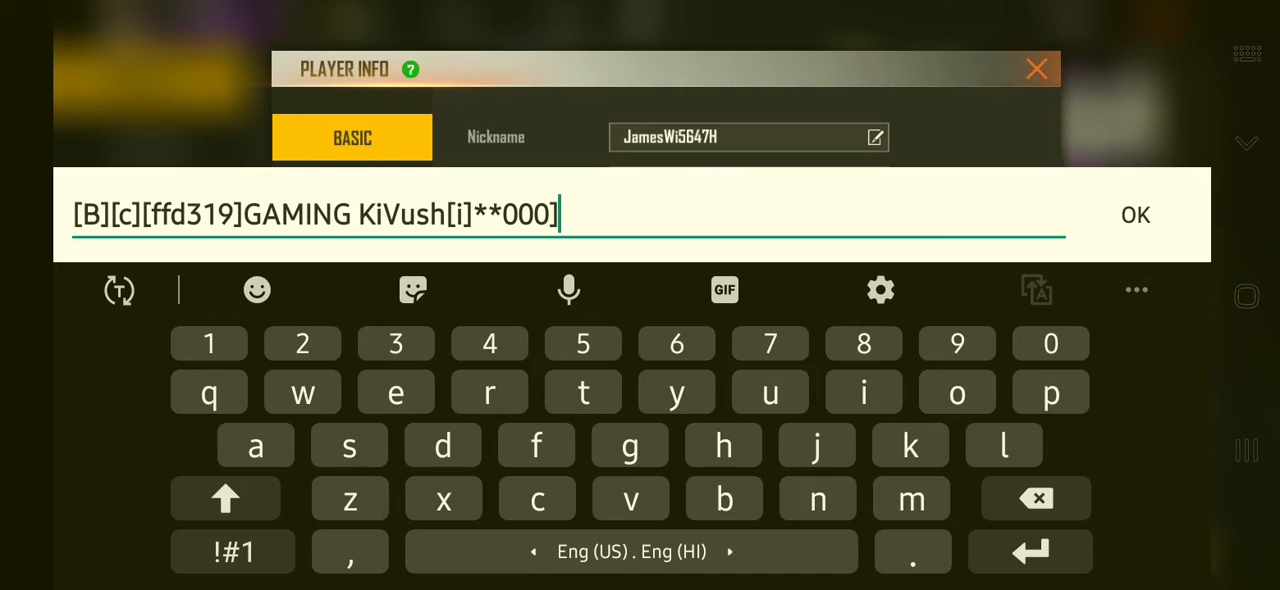 PLAYER INFO ?
BASIC
Nickname
JamesWi5647H
[B][c][ffd319]GAMING KiVush[i]**000]
OK
T
GIF
A
1 2 3 4 5 6 7 8 9 0
q w e r t y u i o p
a s d f g h j k l
z x c v b n m
!#1 , Eng (US) . Eng (HI) .